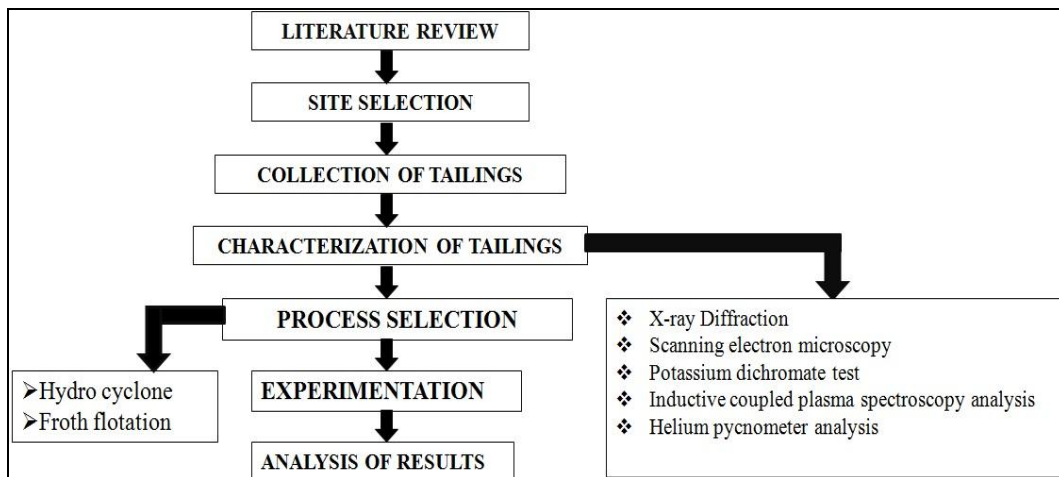 LITERATURE REVIEW
SITE SELECTION
COLLECTION OF TAILINGS
CHARACTERIZATION OF TAILINGS
PROCESS SELECTION
❖ X-ray Diffraction
❖ Scanning electron microscopy
❖ Potassium dichromate test
❖ Inductive coupled plasma spectroscopy analysis
❖ Helium pycnometer analysis
➢Hydro cyclone
➢Froth flotation
EXPERIMENTATION
ANALYSIS OF RESULTS